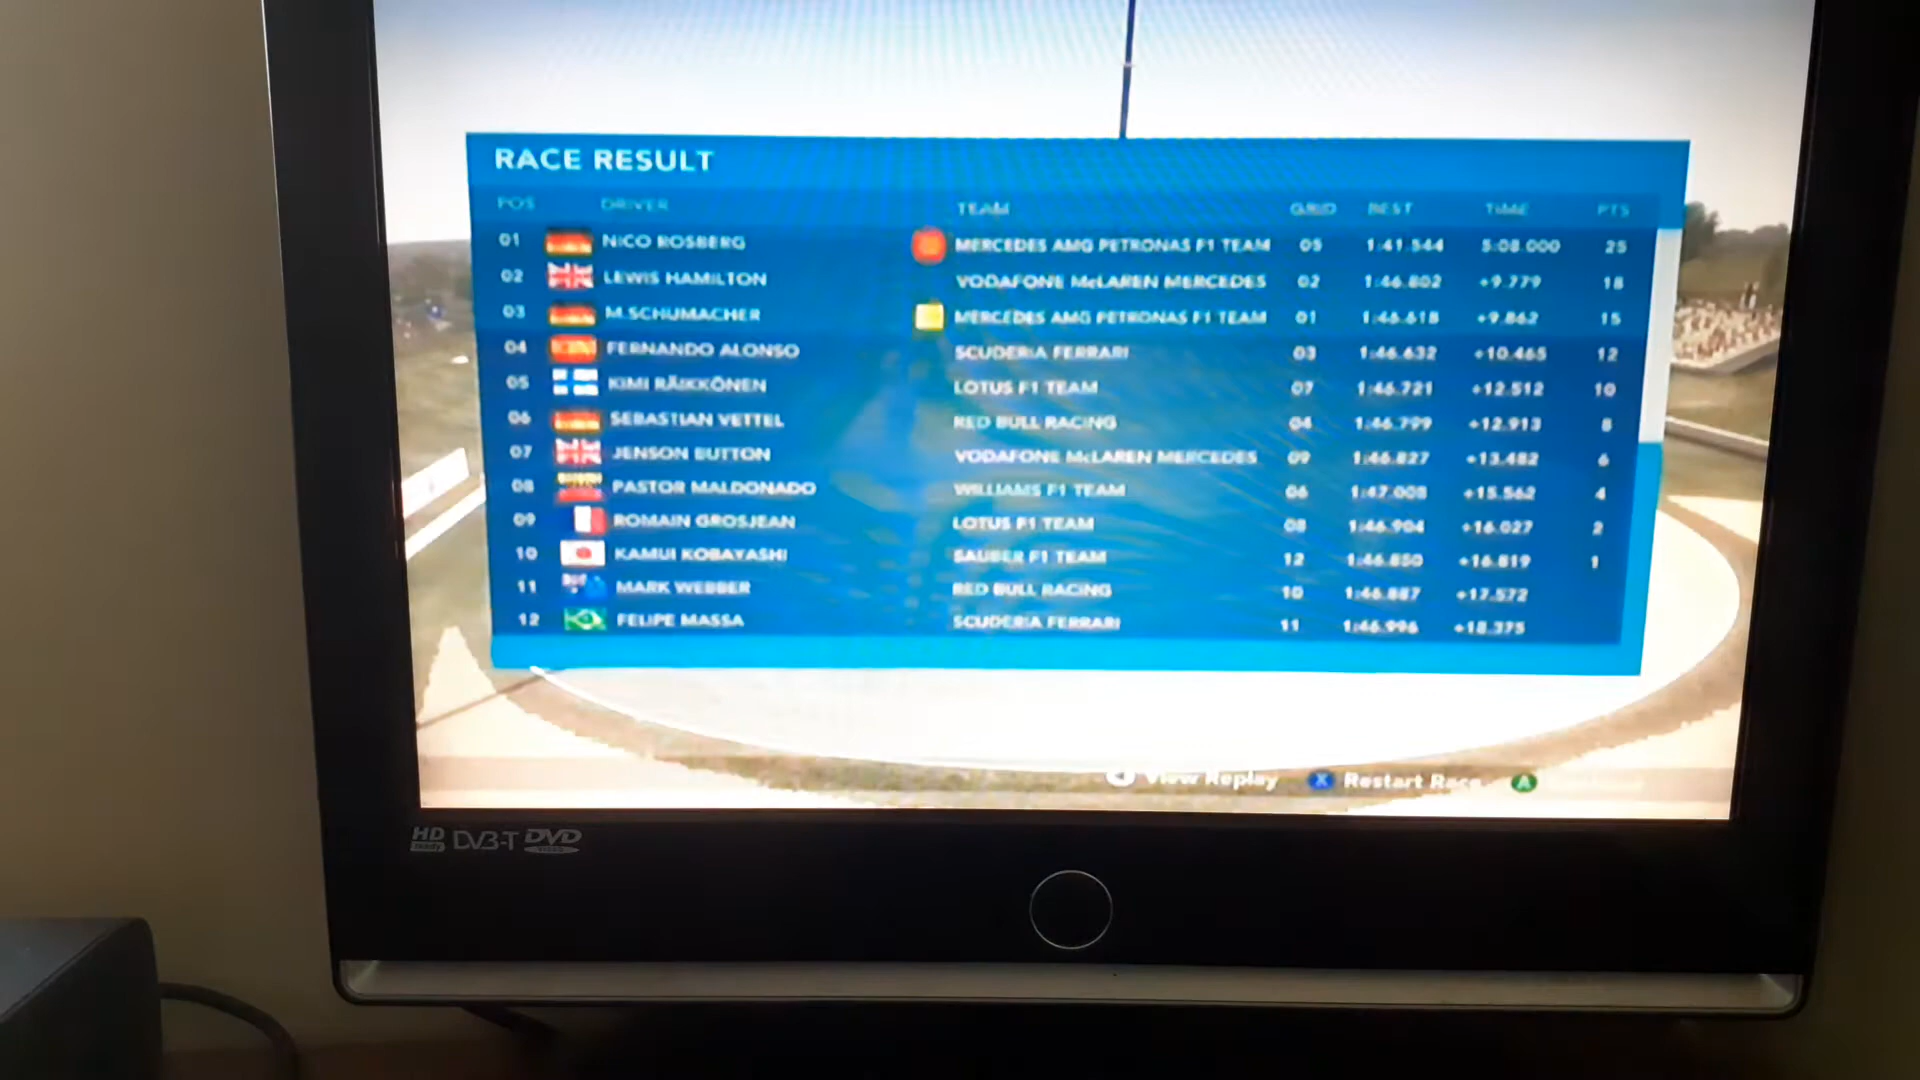 RACE RESULT
POS DRIVER TEAM GRID BEST TIME PTS
01 NICO ROSBERG MERCEDES AMG PETRONAS F1 TEAM 05 1:41.544 5:08.000 25
02 LEWIS HAMILTON VODAFONE McLAREN MERCEDES 02 1:46.802 +9.779 18
03 M.SCHUMACHER MERCEDES AMG PETRONAS F1 TEAM 01 1:46.618 +9.862 15
04 FERNANDO ALONSO SCUDERIA FERRARI 03 1:46.632 +10.465 12
05 KIMI RÄIKKÖNEN LOTUS F1 TEAM 07 1:46.721 +12.512 10
06 SEBASTIAN VETTEL RED BULL RACING 04 1:46.799 +12.913 8
07 JENSON BUTTON VODAFONE McLAREN MERCEDES 09 1:46.827 +13.482 6
08 PASTOR MALDONADO WILLIAMS F1 TEAM 06 1:47.008 +15.562 4
09 ROMAIN GROSJEAN LOTUS F1 TEAM 08 1:46.904 +16.027 2
10 KAMUI KOBAYASHI SAUBER F1 TEAM 12 1:46.850 +16.819 1
11 MARK WEBBER RED BULL RACING 10 1:46.887 +17.572
12 FELIPE MASSA SCUDERIA FERRARI 11 1:46.996 +18.375
View Replay X Restart Race A
HD ready DVB-T DVD VIDEO